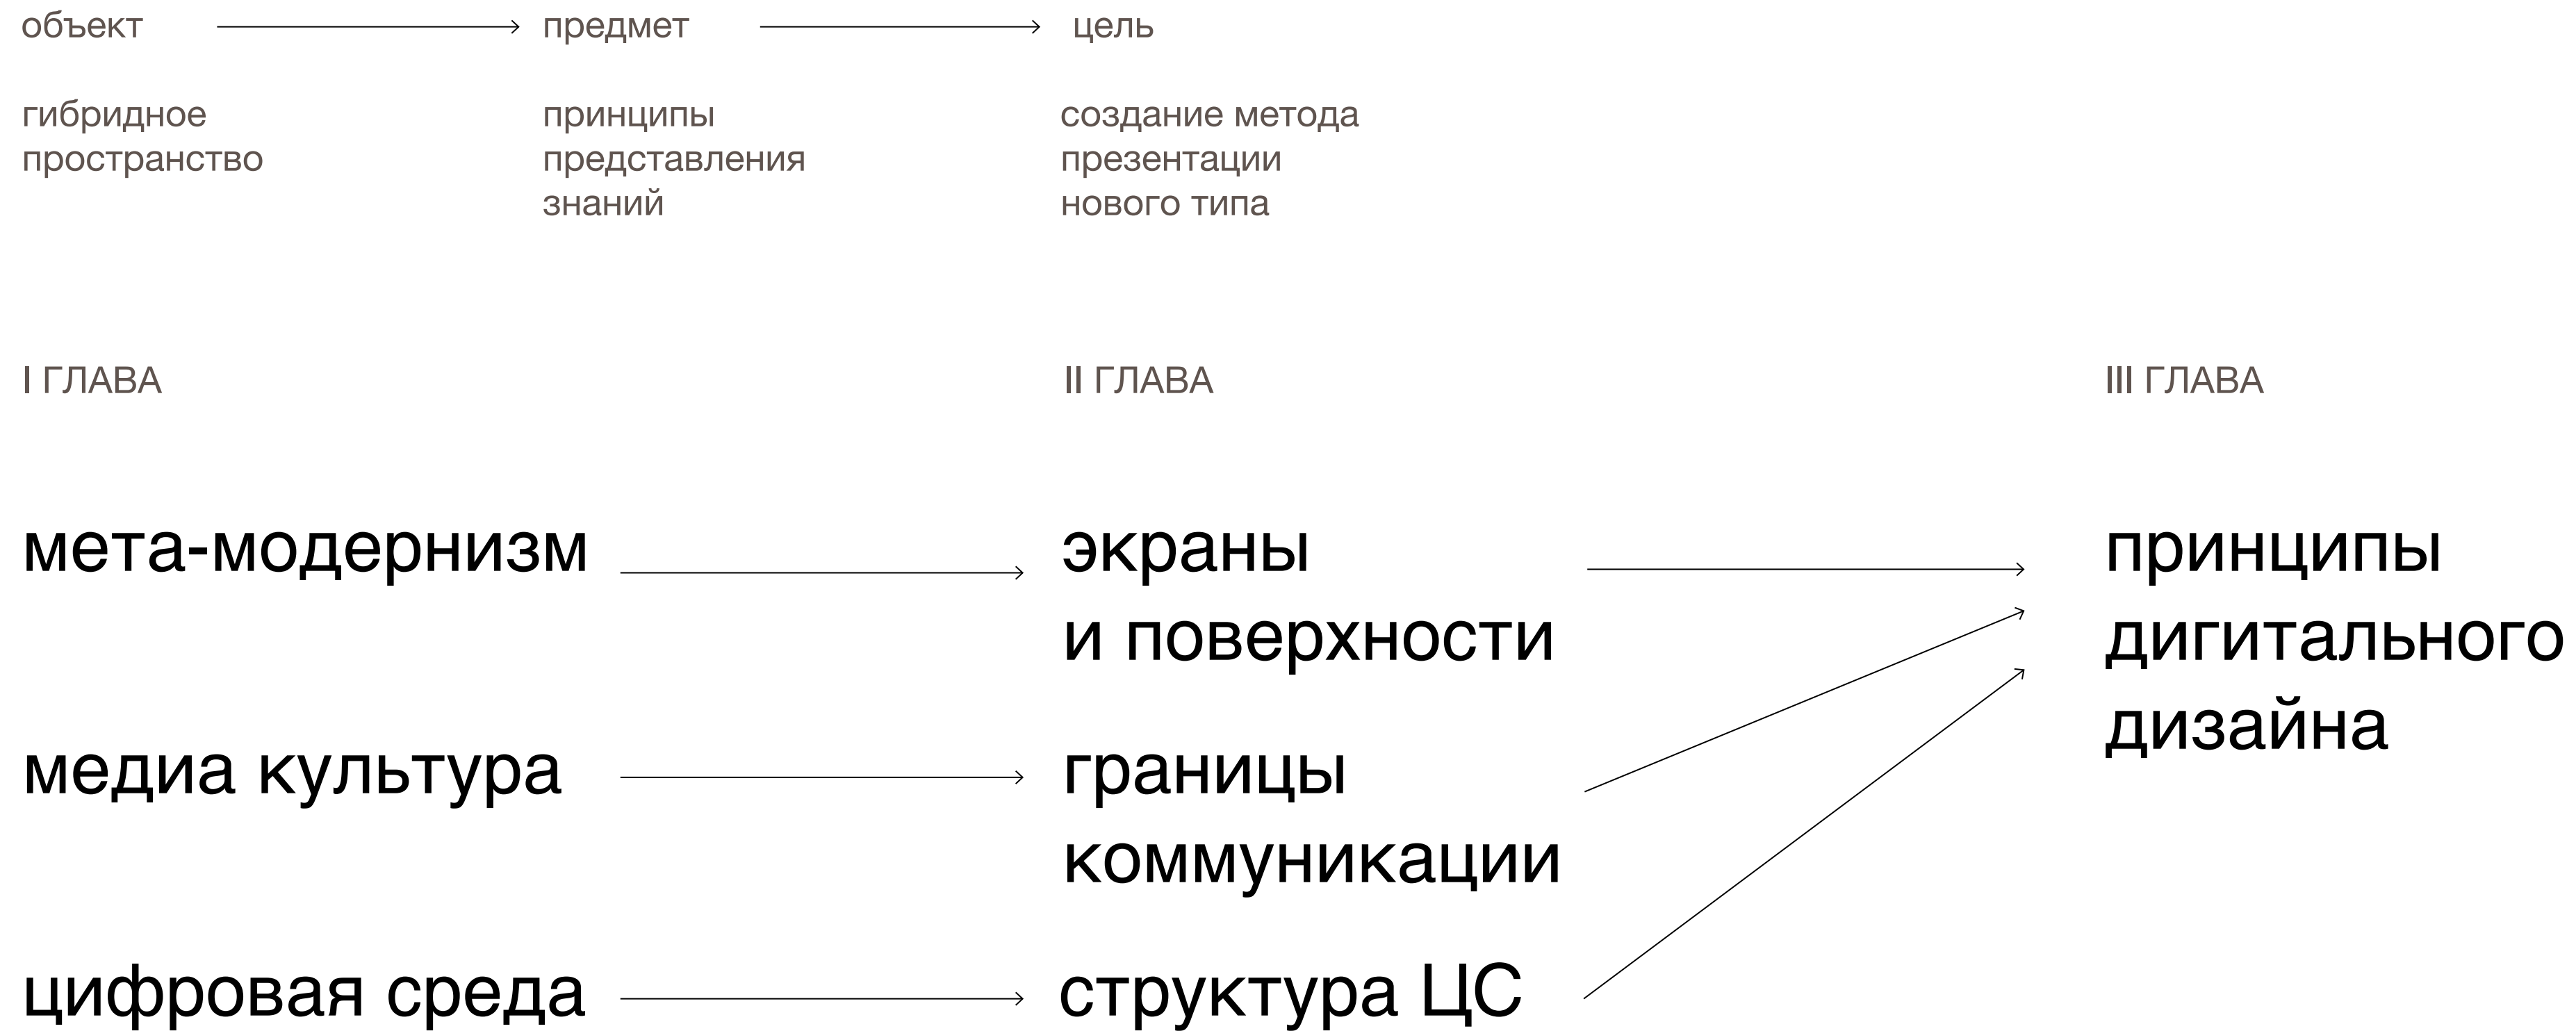 объект
предмет
цель
гибридное
пространство
принципы
представления
знаний
создание метода
презентации
нового типа
I ГЛАВА
II ГЛАВА
III ГЛАВА
мета-модернизм
экраны
и поверхности
принципы
дигитального
дизайна
медиа культура
границы
коммуникации
цифровая среда
структура ЦС